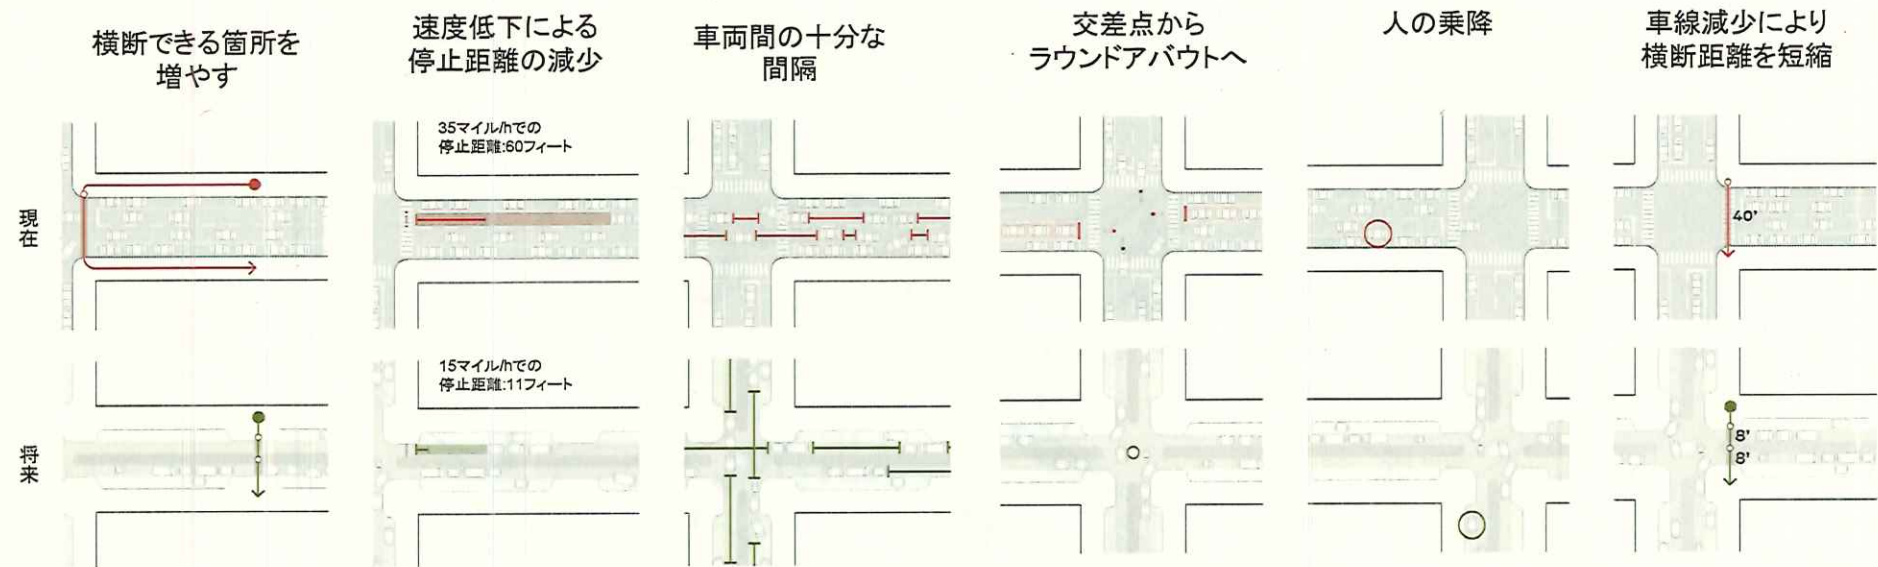 横断できる箇所を
増やす
速度低下による
停止距離の減少
車両間の十分な
間隔
交差点から
ラウンドアバウトへ
人の乗降
車線減少により
横断距離を短縮
現在
35マイル/hでの
停止距離:60フィート
40'
将来
15マイル/hでの
停止距離:11フィート
8'
8'